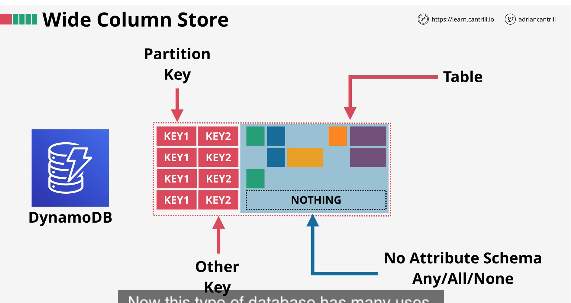 Wide Column Store
https://learn.cantrill.io
adriancantrill
Partition
Key
Table
KEY1 KEY2
KEY1 KEY2
KEY1 KEY2
KEY1 KEY2
NOTHING
DynamoDB
Other
Key
No Attribute Schema
Any/All/None
Now this type of database has many uses